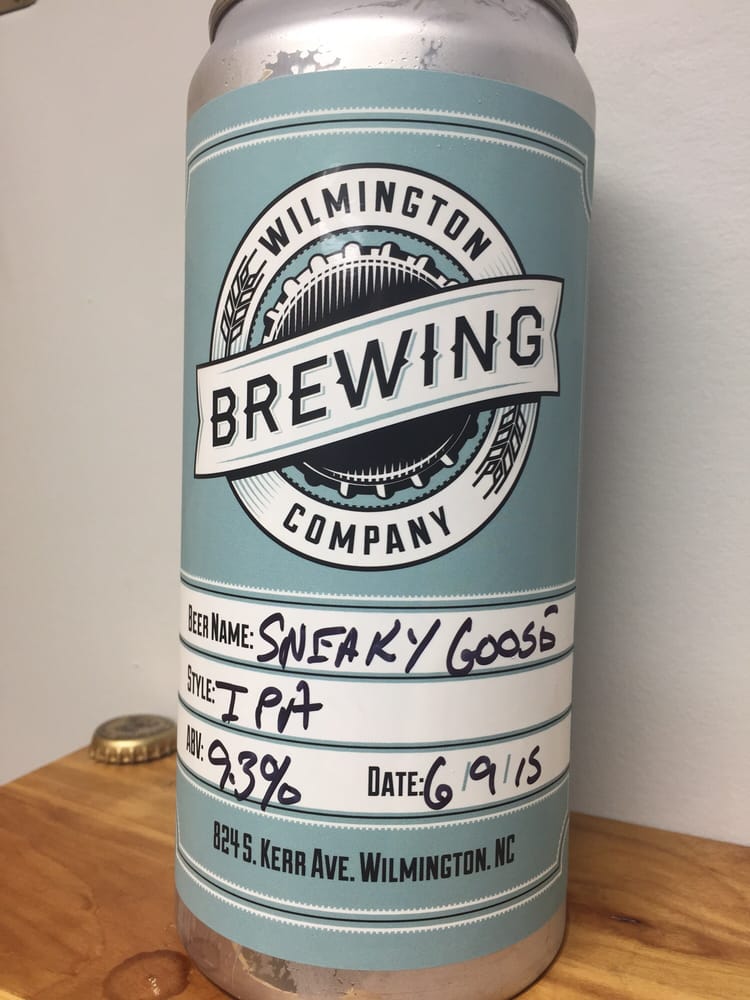 WILMINGTON
BREWING
COMPANY
BEER NAME: SNEAKY GOOSE
STYLE: IPA
ABV: 9.3% DATE: 6/9/15
824 S. KERR AVE. WILMINGTON. NC